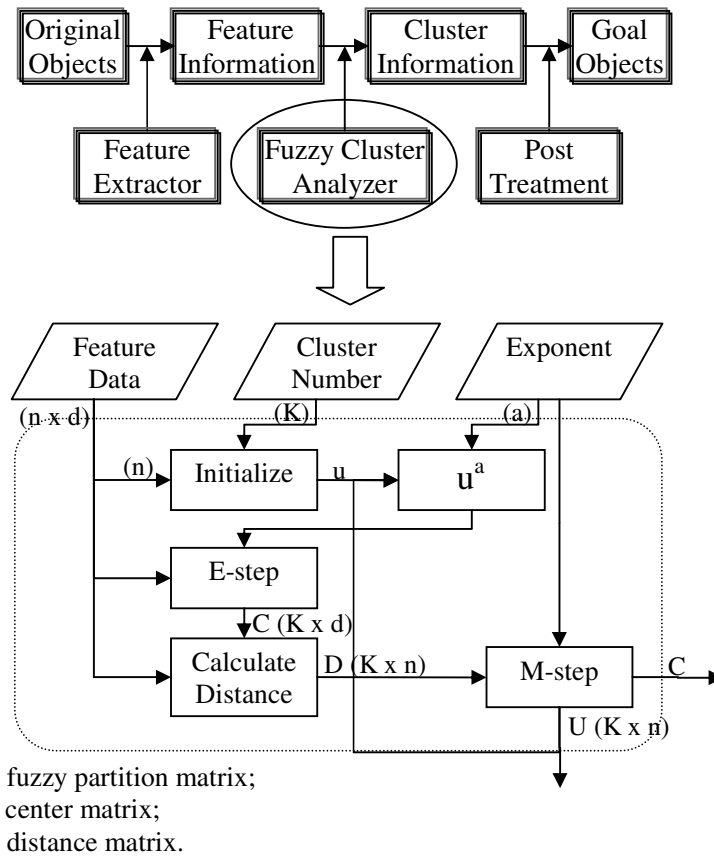 Original
Objects
Feature
Information
Cluster
Information
Goal
Objects
Feature
Extractor
Fuzzy Cluster
Analyzer
Post
Treatment
Feature
Data
Cluster
Number
Exponent
(n x d)
(K)
(a)
(n)
Initialize
u
u^a
E-step
C (K x d)
Calculate
Distance
D (K x n)
M-step
C
U (K x n)
fuzzy partition matrix;
center matrix;
distance matrix.